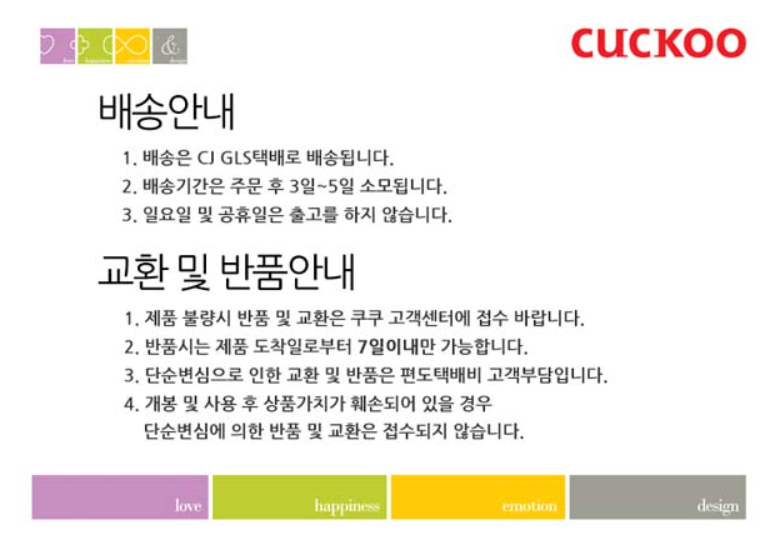 CUCKOO
배송안내
1. 배송은 CJ GLS택배로 배송됩니다.
2. 배송기간은 주문 후 3일~5일 소모됩니다.
3. 일요일 및 공휴일은 출고를 하지 않습니다.
교환 및 반품안내
1. 제품 불량시 반품 및 교환은 쿠쿠 고객센터에 접수 바랍니다.
2. 반품시는 제품 도착일로부터 7일이내만 가능합니다.
3. 단순변심으로 인한 교환 및 반품은 편도택배비 고객부담입니다.
4. 개봉 및 사용 후 상품가치가 훼손되어 있을 경우
단순변심에 의한 반품 및 교환은 접수되지 않습니다.
love happiness emotion design